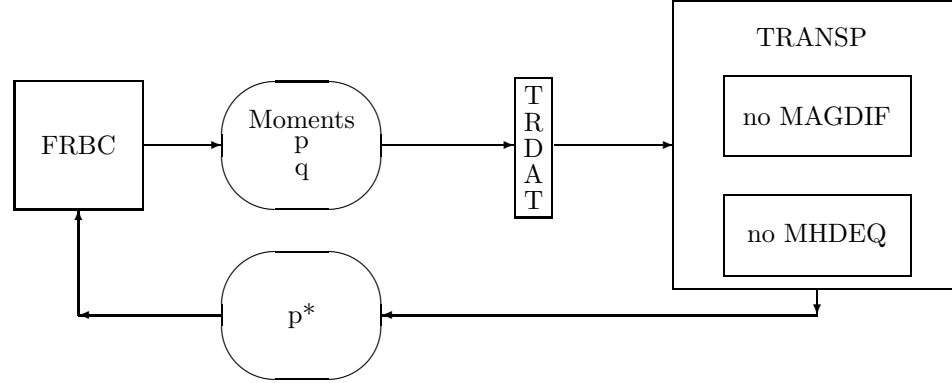 FRBC
Moments
p
q
T
R
D
A
T
TRANSP
no MAGDIF
no MHDEQ
p*